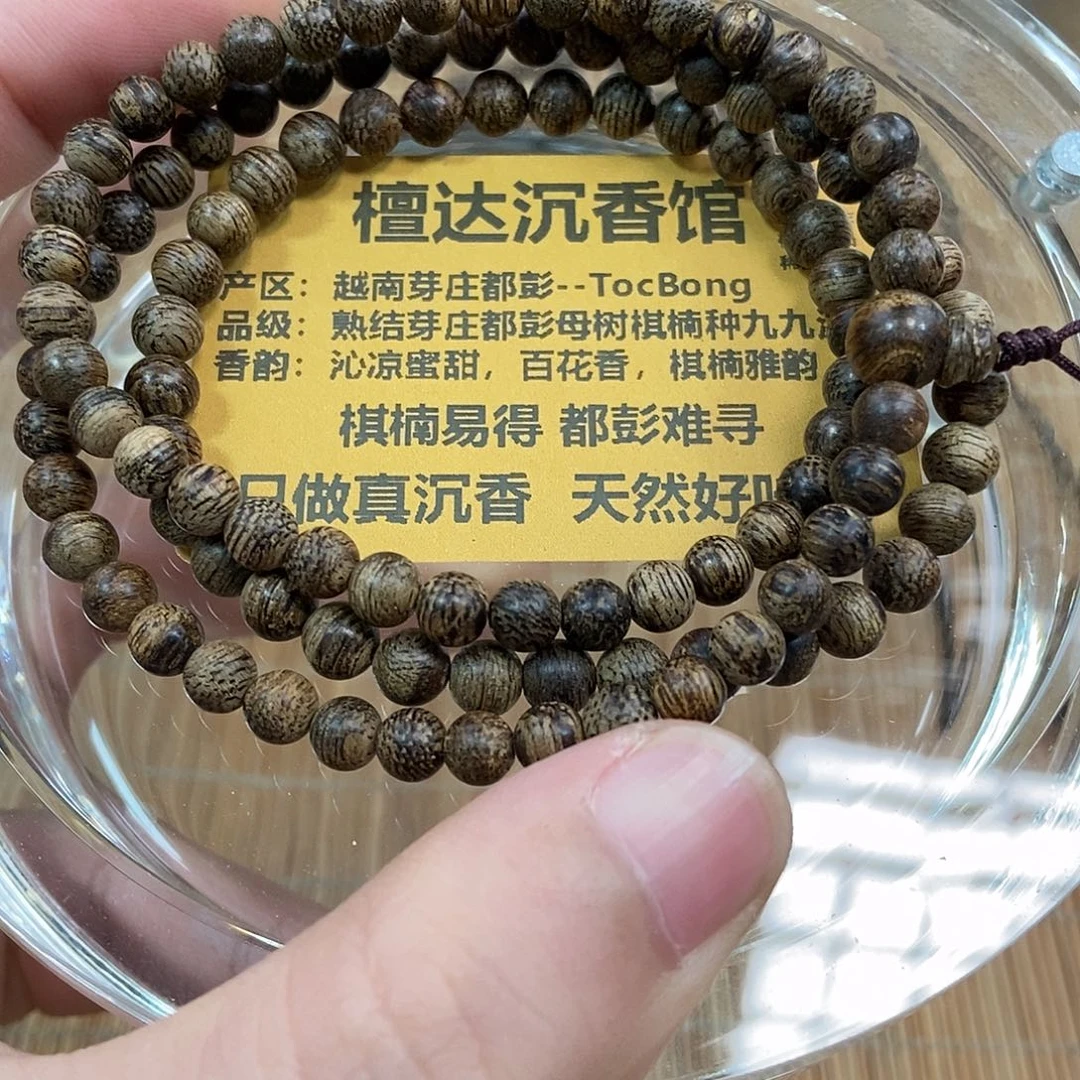 檀达沉香馆
产区：越南芽庄都彭--TocBong
品级：熟结芽庄都彭母树棋楠种九九
香韵：沁凉蜜甜，百花香，棋楠雅韵
棋楠易得 都彭难寻
只做真沉香 天然好